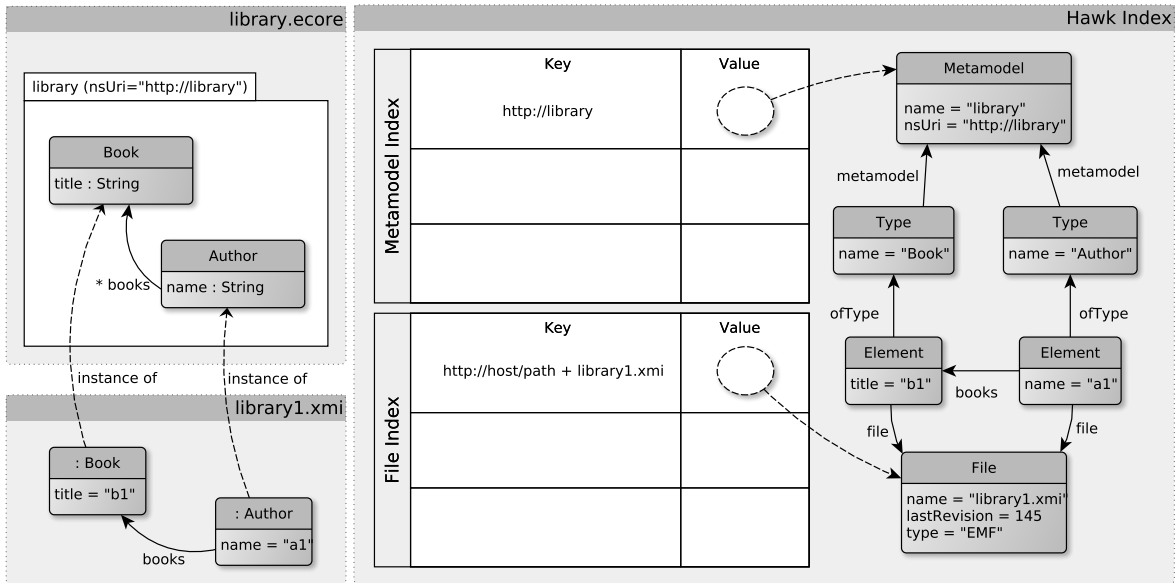 library.ecore
library (nsUri="http://library")
Book
title : String
* books
Author
name : String
instance of
instance of
library1.xmi
: Book
title = "b1"
: Author
name = "a1"
books
Hawk Index
Metamodel Index
Key
Value
http://library
File Index
Key
Value
http://host/path + library1.xmi
Metamodel
name = "library"
nsUri = "http://library"
metamodel
metamodel
Type
name = "Book"
Type
name = "Author"
ofType
ofType
Element
title = "b1"
books
Element
name = "a1"
file
file
File
name = "library1.xmi"
lastRevision = 145
type = "EMF"